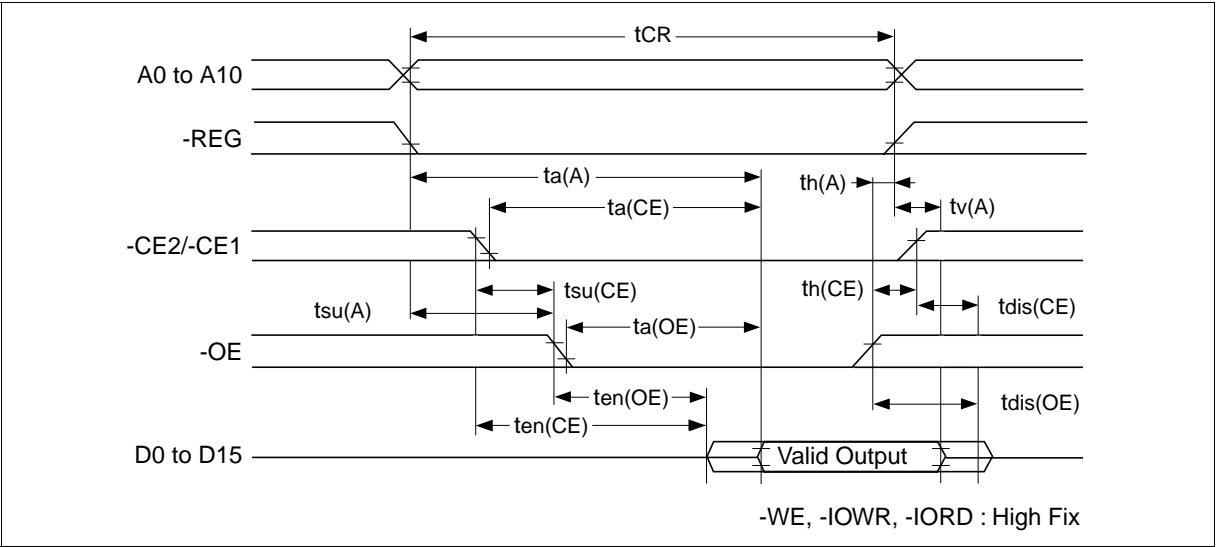 tCR
A0 to A10
-REG
ta(A)
th(A)
ta(CE)
tv(A)
-CE2/-CE1
tsu(CE)
th(CE)
tsu(A)
tdis(CE)
ta(OE)
-OE
ten(OE)
tdis(OE)
ten(CE)
D0 to D15
Valid Output
-WE, -IOWR, -IORD : High Fix